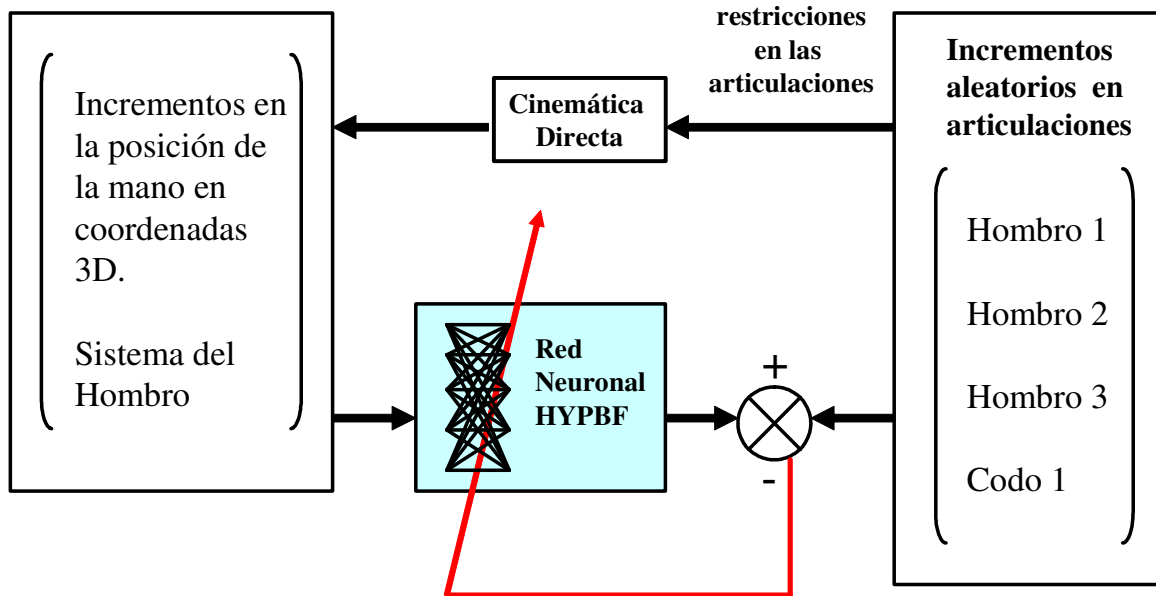 Incrementos en
la posición de
la mano en
coordenadas
3D.
Sistema del
Hombro
Cinemática
Directa
restricciones
en las
articulaciones
Incrementos
aleatorios en
articulaciones
Hombro 1
Hombro 2
Hombro 3
Codo 1
Red
Neuronal
HYPBF
+
-